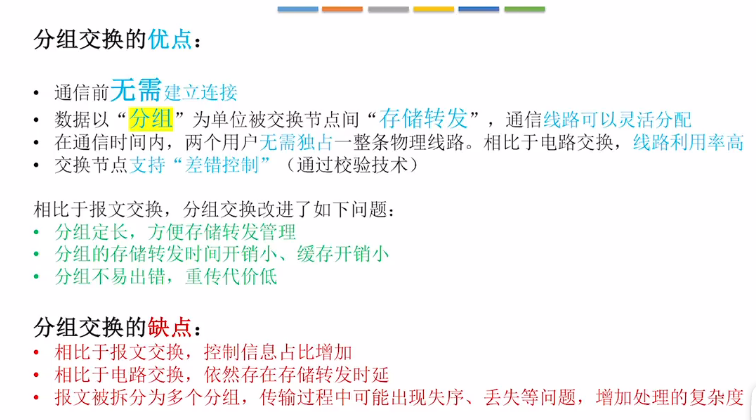 分组交换的优点：
• 通信前无需建立连接
• 数据以“分组”为单位被交换节点间“存储转发”，通信线路可以灵活分配
• 在通信时间内，两个用户无需独占一整条物理线路。相比于电路交换，线路利用率高
• 交换节点支持“差错控制”（通过校验技术）
相比于报文交换，分组交换改进了如下问题：
• 分组定长，方便存储转发管理
• 分组的存储转发时间开销小、缓存开销小
• 分组不易出错，重传代价低
分组交换的缺点：
• 相比于报文交换，控制信息占比增加
• 相比于电路交换，依然存在存储转发时延
• 报文被拆分为多个分组，传输过程中可能出现失序、丢失等问题，增加处理的复杂度